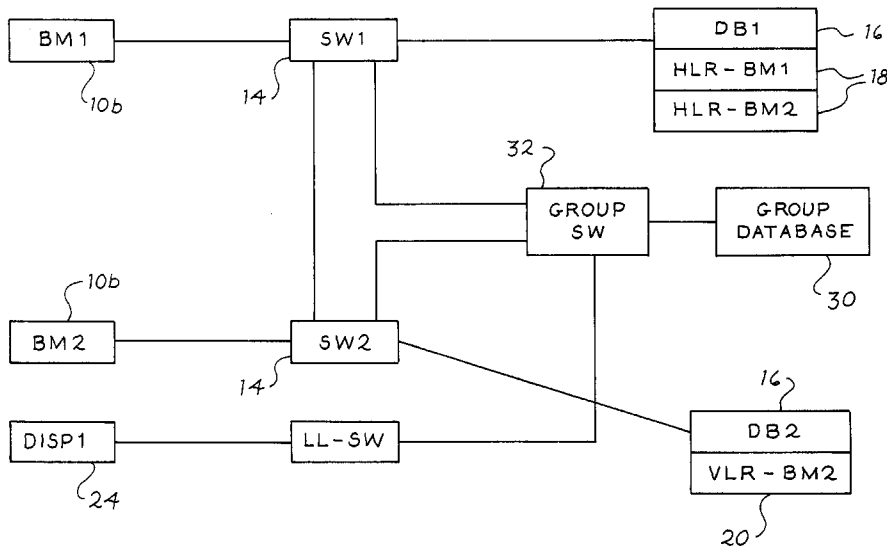 BM1
SW1
DB1
16
HLR-BM1
18
HLR-BM2
10b
14
32
GROUP
SW
GROUP
DATABASE
30
10b
BM2
SW2
14
16
DISP1
LL-SW
DB2
VLR-BM2
24
20